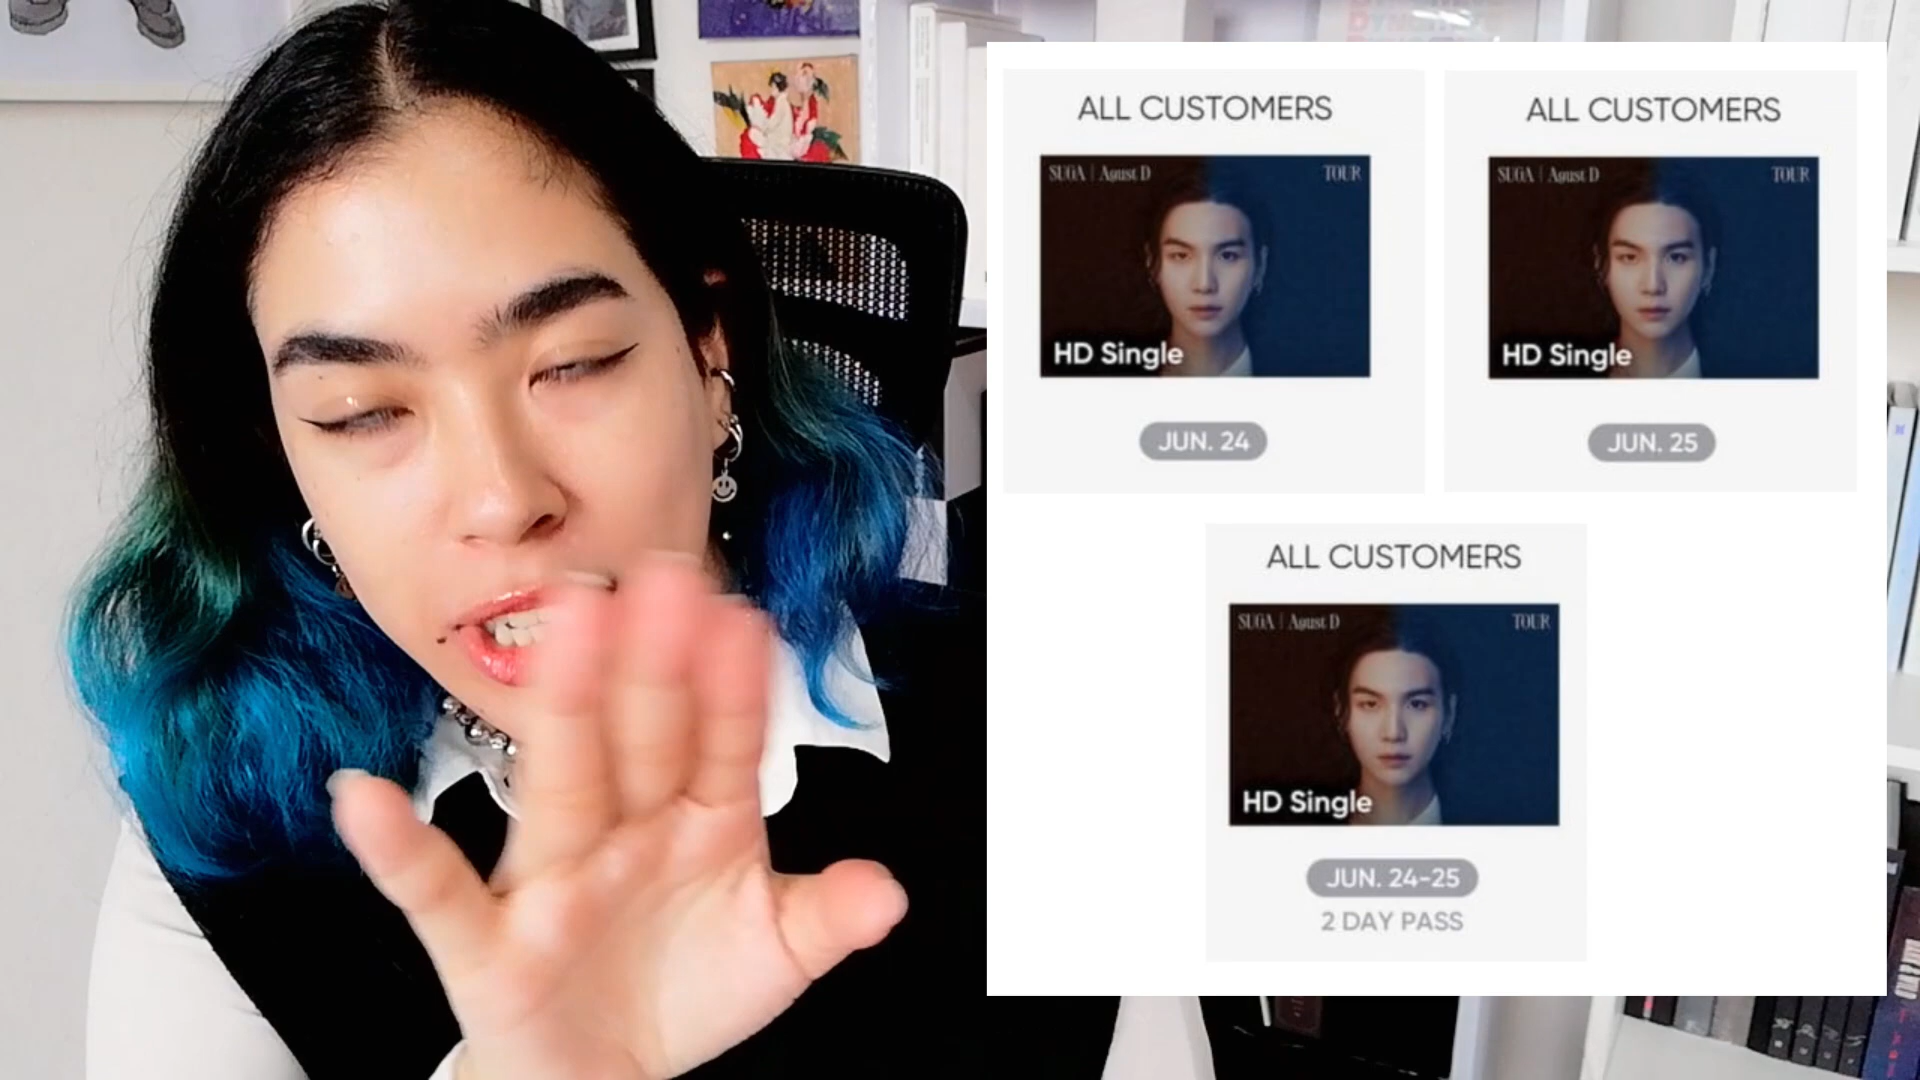 ALL CUSTOMERS
SUGA | Agust D TOUR
HD Single
JUN. 24
ALL CUSTOMERS
SUGA | Agust D TOUR
HD Single
JUN. 25
ALL CUSTOMERS
SUGA | Agust D TOUR
HD Single
JUN. 24-25
2 DAY PASS